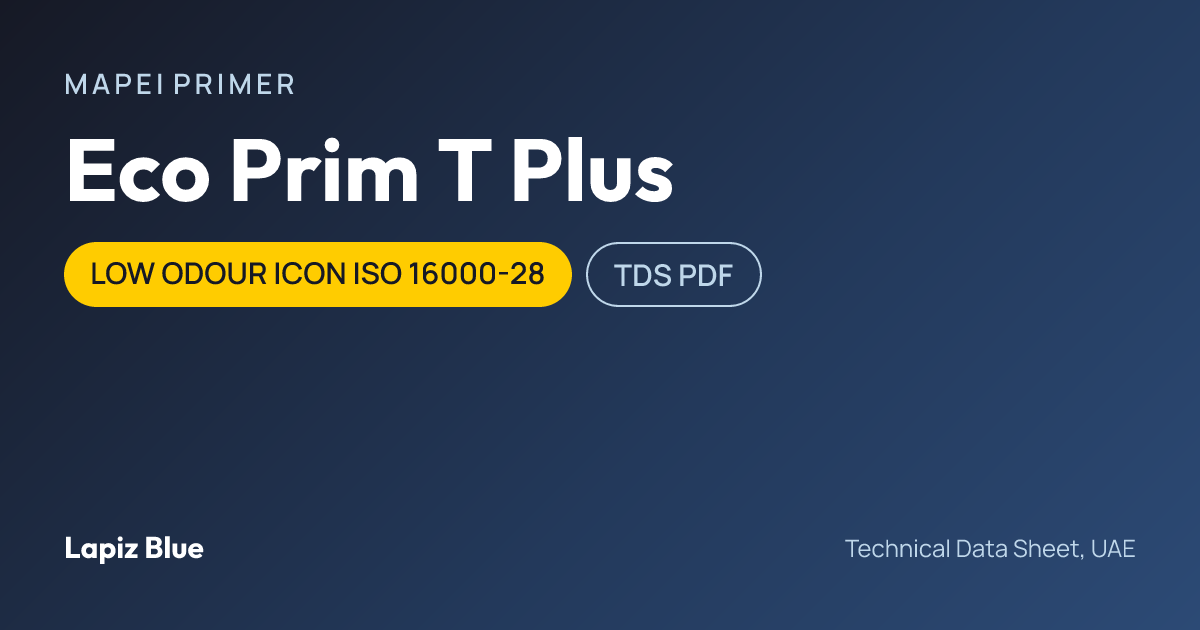 MAPEI PRIMER
Eco Prim T Plus
LOW ODOUR ICON ISO 16000-28
TDS PDF
Lapiz Blue
Technical Data Sheet, UAE